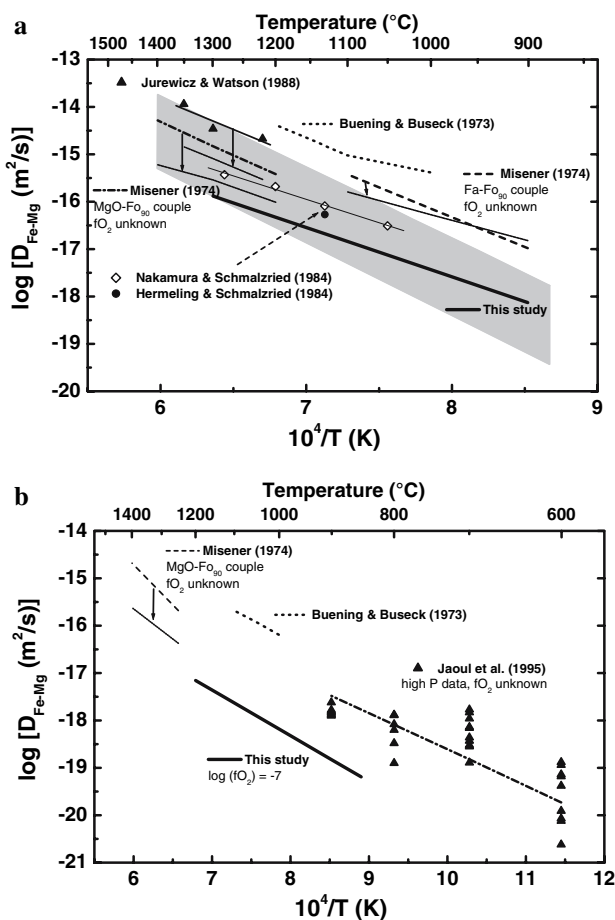 a
Temperature (°C)
1500 1400 1300 1200 1100 1000 900
-13
-14
-15
-16
-17
-18
-19
-20
log [D Fe-Mg (m²/s)]
Jurewicz & Watson (1988)
Buening & Buseck (1973)
Misener (1974)
Fa-Fo90 couple
fO2 unknown
Misener (1974)
MgO-Fo90 couple
fO2 unknown
Nakamura & Schmalzried (1984)
Hermeling & Schmalzried (1984)
This study
6 7 8 9
10⁴/T (K)
b
Temperature (°C)
1400 1200 1000 800 600
-14
-15
-16
-17
-18
-19
-20
-21
log [D Fe-Mg (m²/s)]
Misener (1974)
MgO-Fo90 couple
fO2 unknown
Buening & Buseck (1973)
Jaoul et al. (1995)
high P data, fO2 unknown
This study
log (fO2) = -7
6 7 8 9 10 11 12
10⁴/T (K)